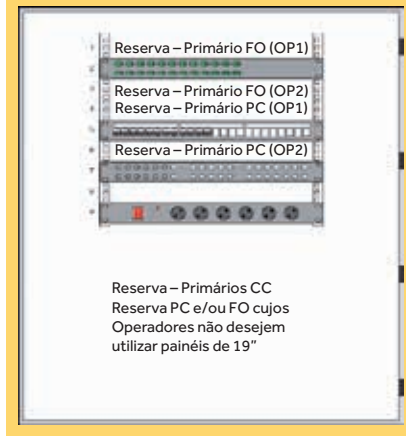 Reserva – Primário FO (OP1)
Reserva – Primário FO (OP2)
Reserva – Primário PC (OP1)
Reserva – Primário PC (OP2)
Reserva – Primários CC
Reserva PC e/ou FO cujos
Operadores não desejem
utilizar painéis de 19”